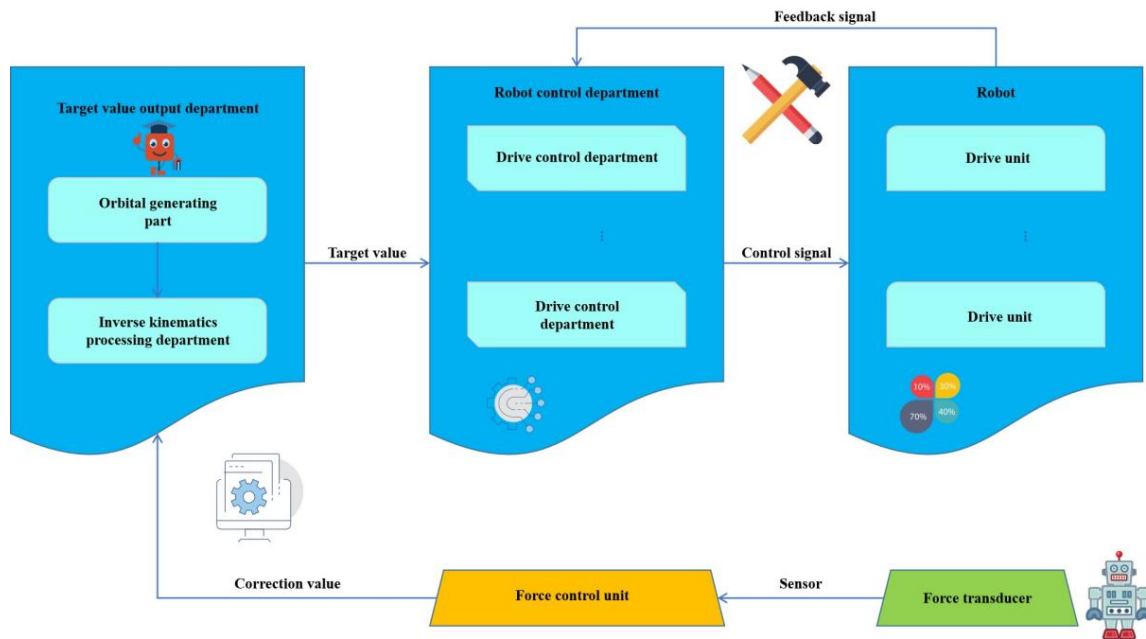 Feedback signal
Target value output department
Orbital generating
part
Inverse kinematics
processing department
Target value
Robot control department
Drive control department
...
Drive control
department
Control signal
Robot
Drive unit
...
Drive unit
10%
30%
70%
40%
Correction value
Force control unit
Sensor
Force transducer